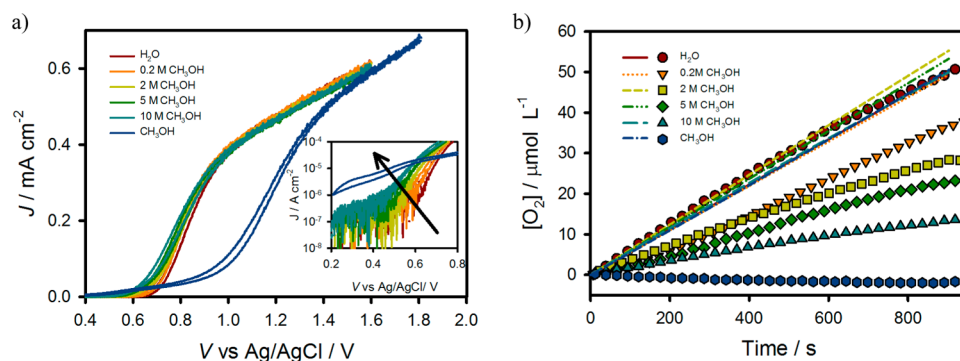 a)
J / mA cm-2
0.6
0.4
0.2
0.0
H2O
0.2 M CH3OH
2 M CH3OH
5 M CH3OH
10 M CH3OH
CH3OH
J / A cm-2
10-4
10-5
10-6
10-7
10-8
0.2 0.4 0.6 0.8
V vs Ag/AgCl/ V
0.4 0.6 0.8 1.0 1.2 1.4 1.6 1.8 2.0
V vs Ag/AgCl / V
b)
[O2] / µmol L-1
60
50
40
30
20
10
0
H2O
0.2M CH3OH
2 M CH3OH
5 M CH3OH
10 M CH3OH
CH3OH
0 200 400 600 800
Time / s